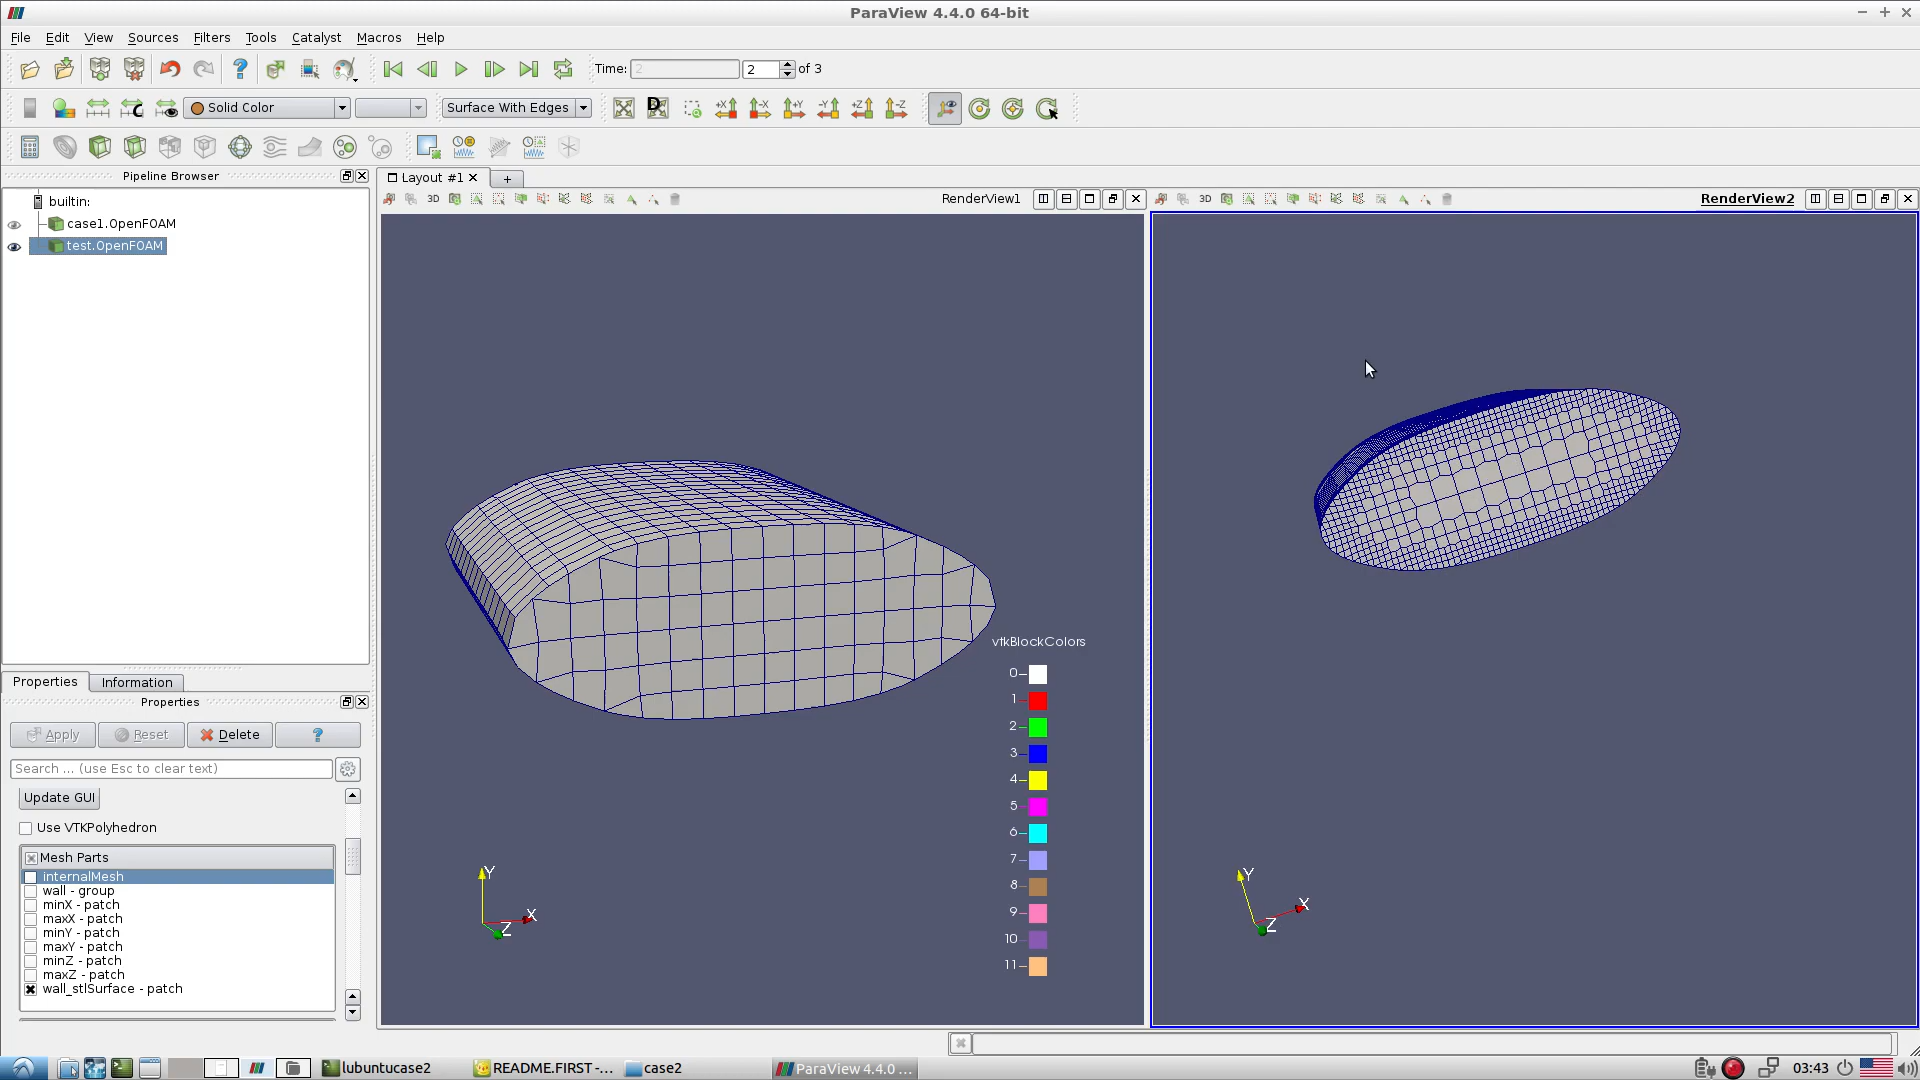 ParaView 4.4.0 64-bit
File Edit View Sources Filters Tools Catalyst Macros Help
Time: 2 2 of 3
Solid Color Surface With Edges +X -X +Y -Y +Z -Z
Pipeline Browser
Layout #1
3D RenderView1
3D RenderView2
builtin:
case1.OpenFOAM
test.OpenFOAM
Properties Information
Properties
Apply Reset Delete ?
Search ... (use Esc to clear text)
Update GUI
Use VTKPolyhedron
Mesh Parts
internalMesh
wall - group
minX - patch
maxX - patch
minY - patch
maxY - patch
minZ - patch
maxZ - patch
wall_stlSurface - patch
vtkBlockColors
0
1
2
3
4
5
6
7
8
9
10
11
Y
X
Z
Y
X
Z
lubuntucase2 README.FIRST -... case2 ParaView 4.4.0 ... 03:43